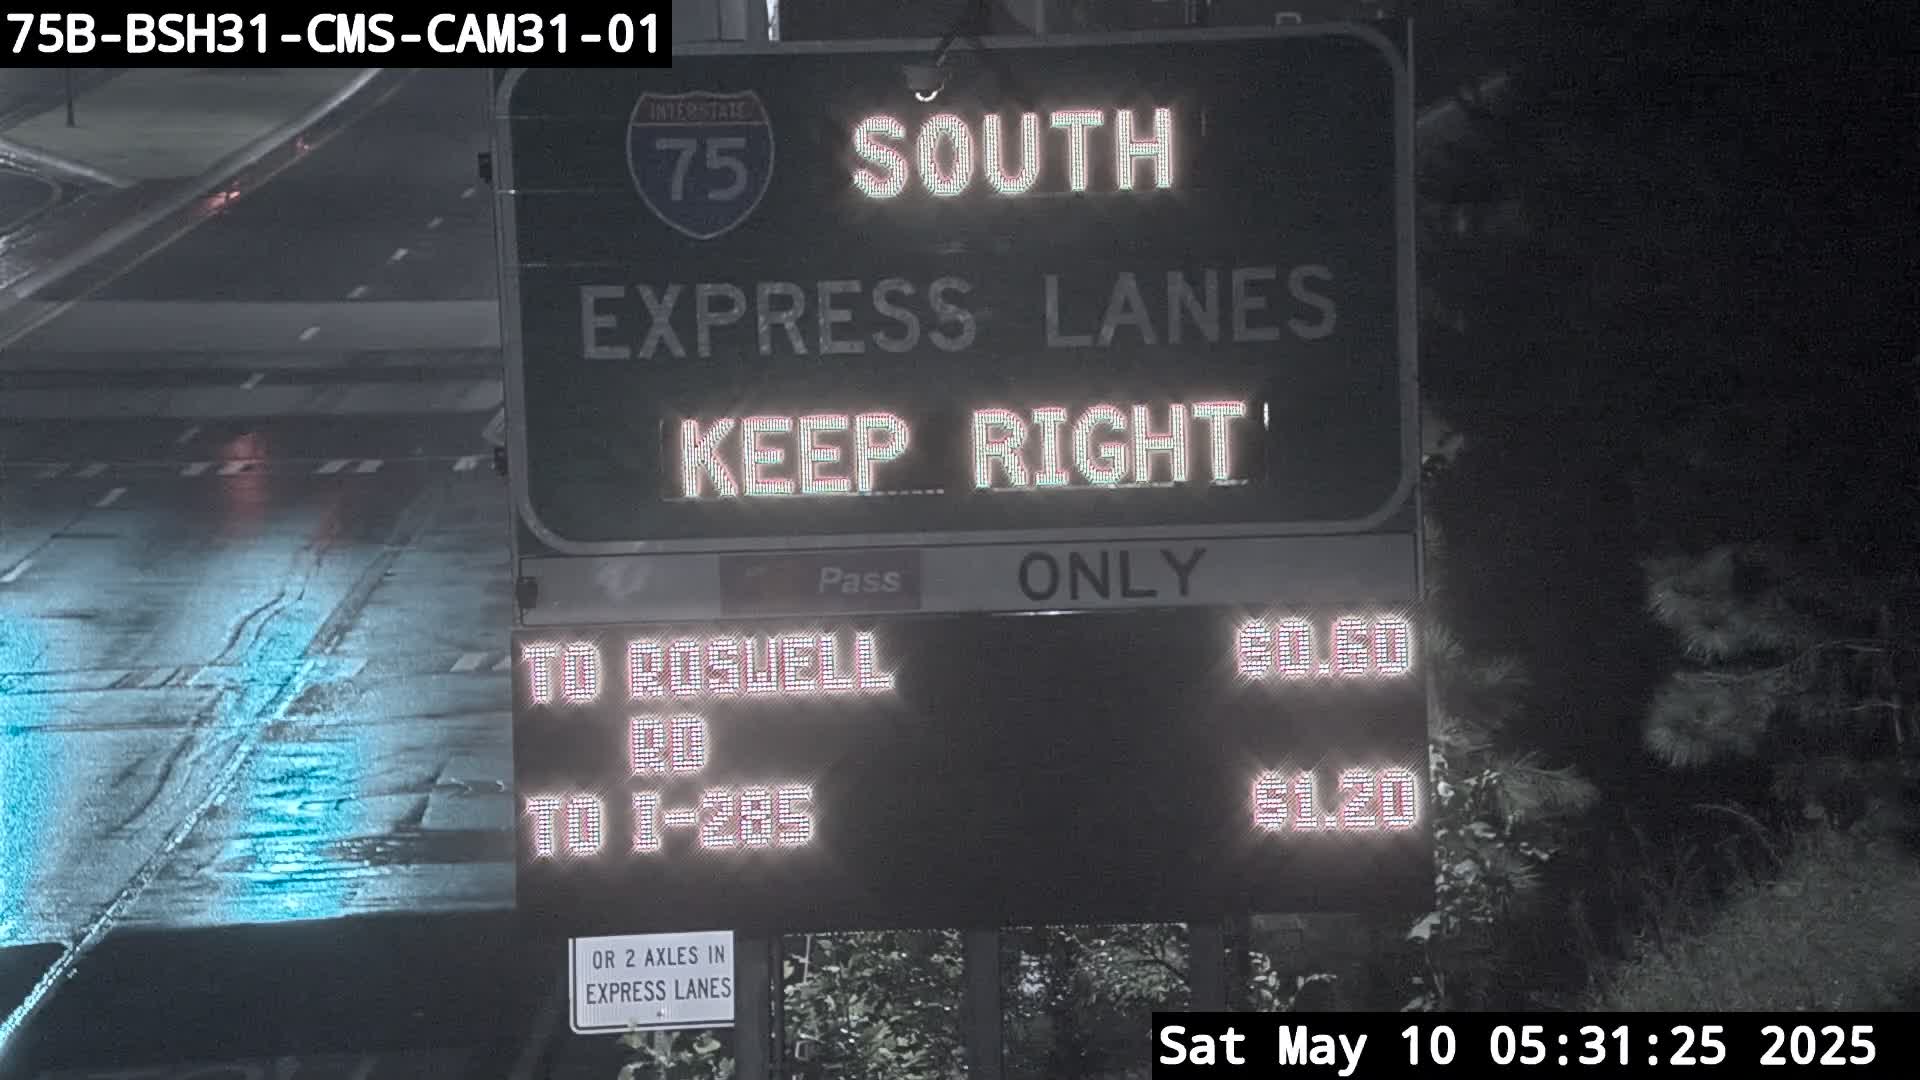 75B-BSH31-CMS-CAM31-01
INTERSTATE
75
SOUTH
EXPRESS LANES
KEEP RIGHT
Pass ONLY
TO ROSWELL $0.60
RD
TO I-285 $1.20
OR 2 AXLES IN
EXPRESS LANES
Sat May 10 05:31:25 2025